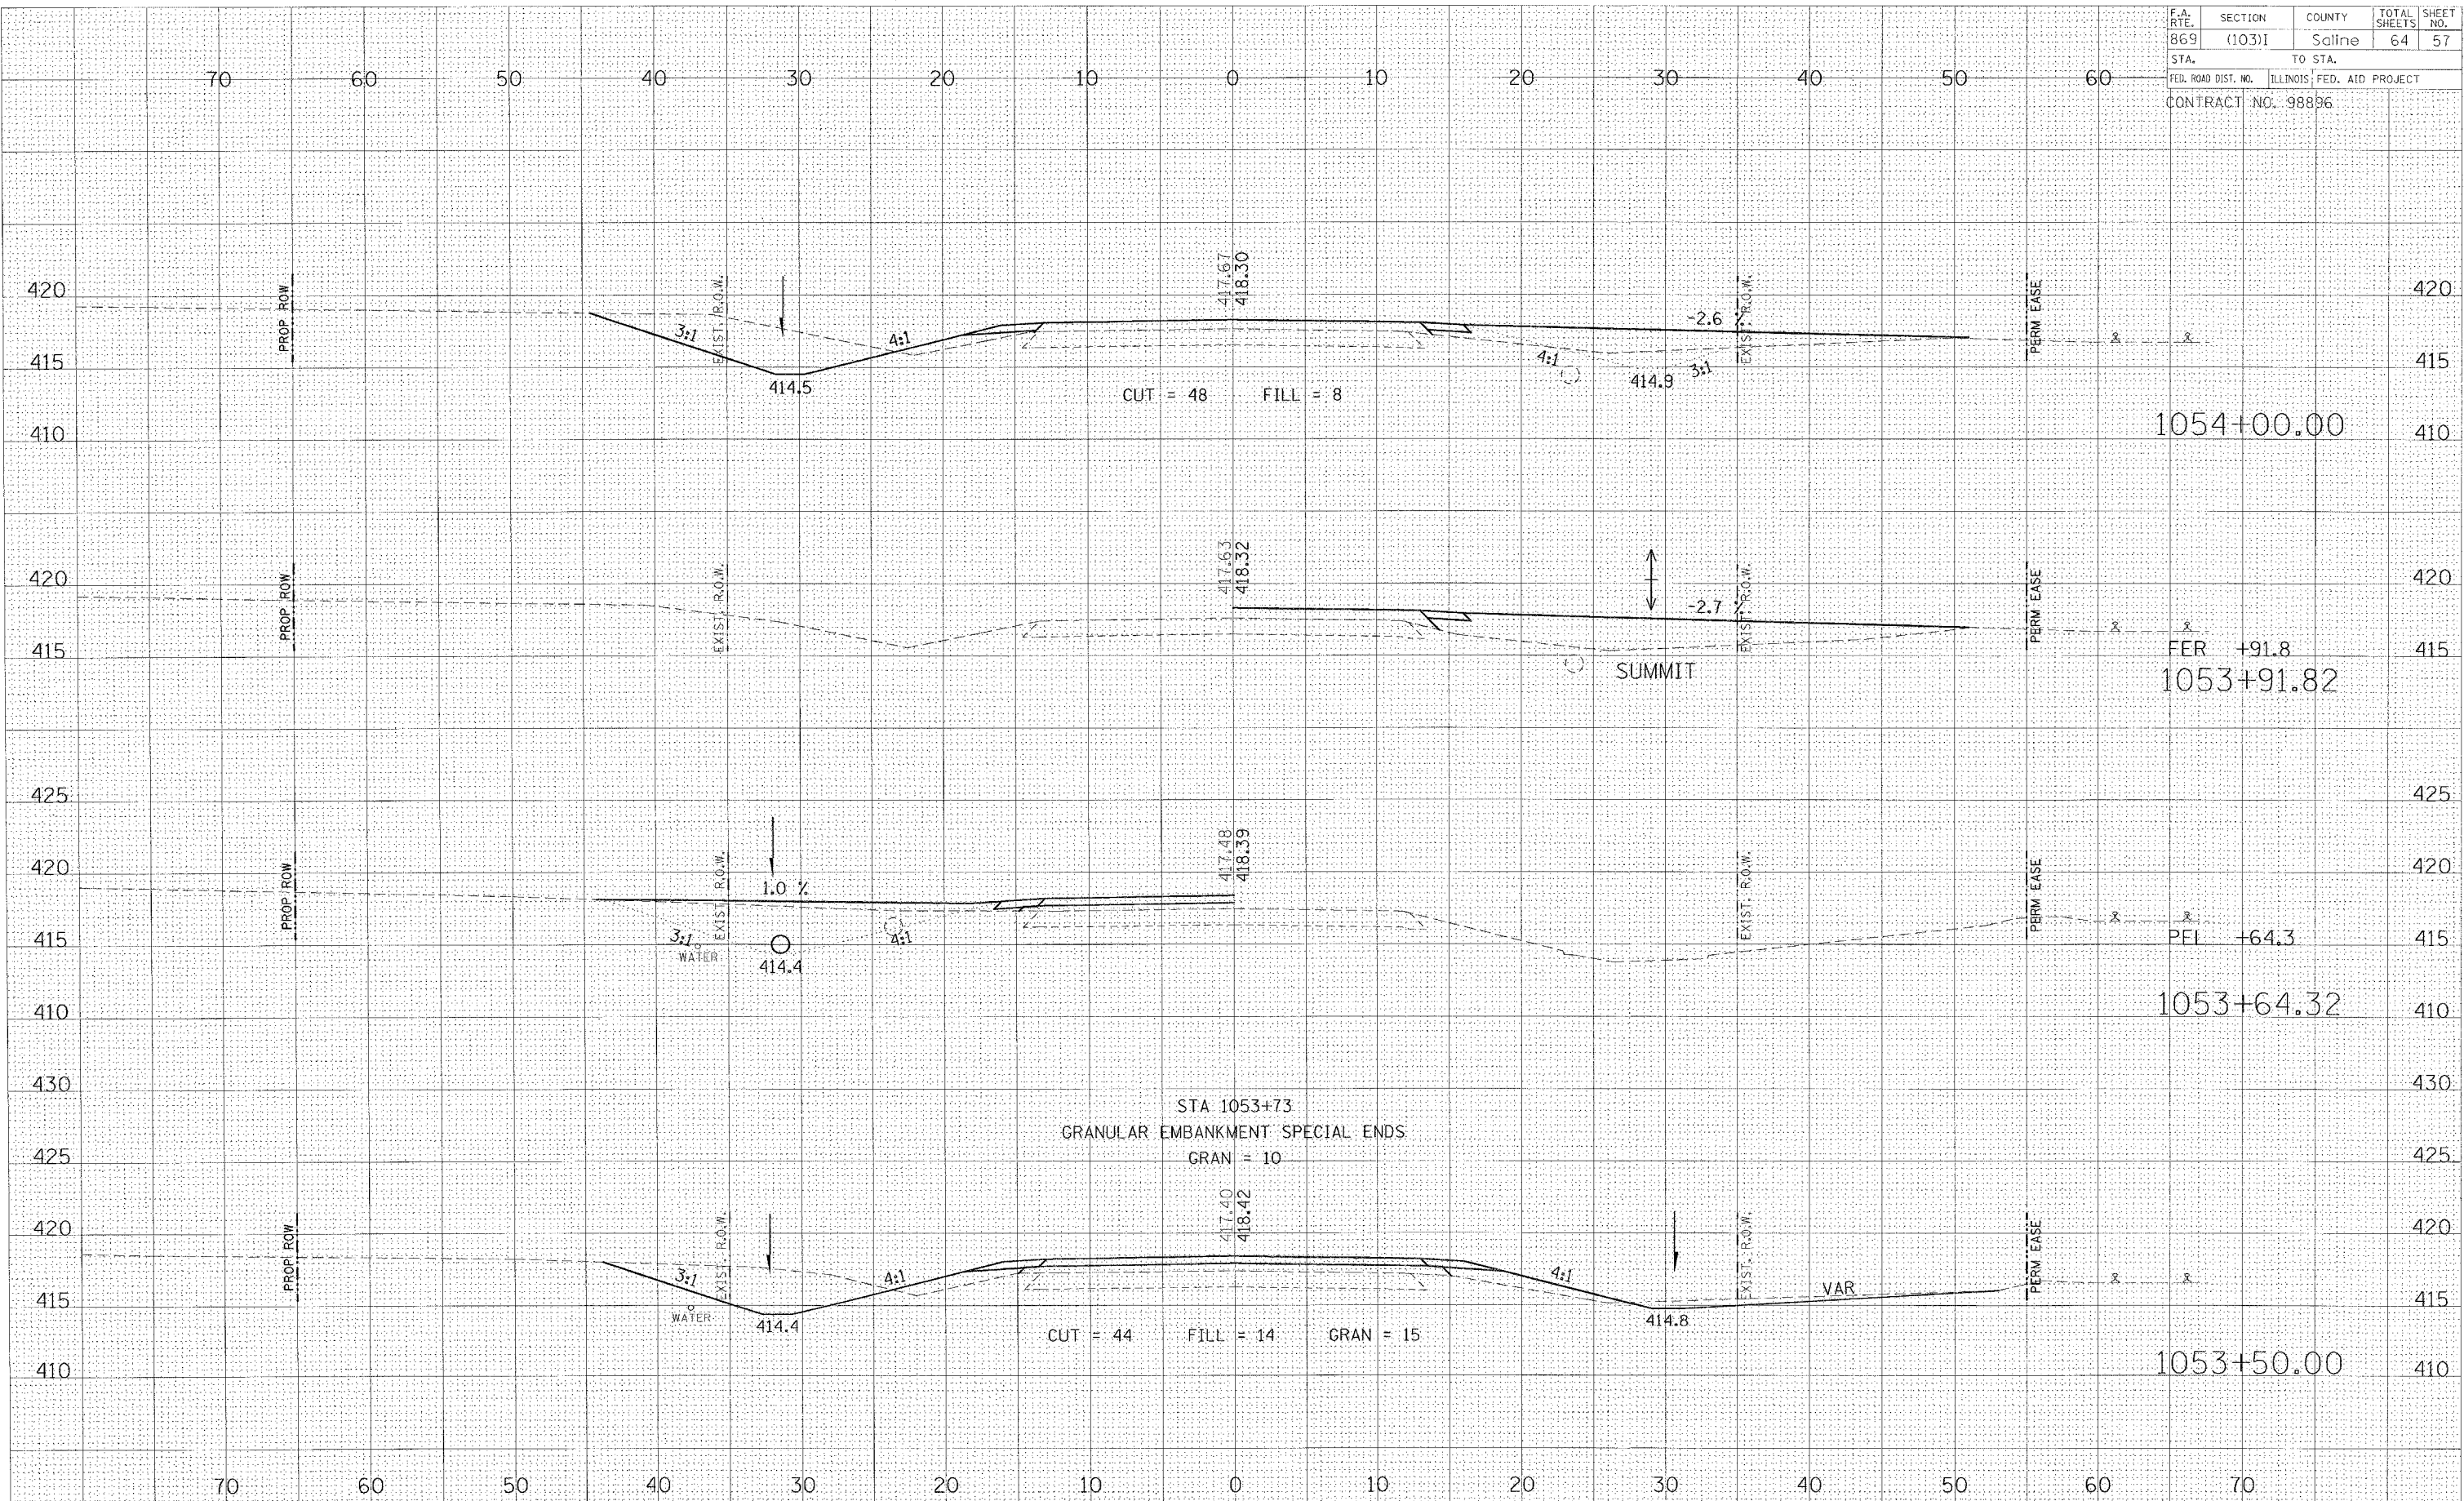 F.A. RTE. SECTION COUNTY TOTAL SHEETS SHEET NO.
869 (103)I Saline 64 57
STA. TO STA.
FED. ROAD DIST. NO. ILLINOIS FED. AID PROJECT
CONTRACT NO. 98896
70 60 50 40 30 20 10 0 10 20 30 40 50 60
417.67
418.30
420 PROP ROW EXIST. R.O.W. EXIST. R.O.W. PERM EASE 420
3:1 4:1 -2.6 %
415 4:1 3:1 415
414.5 414.9
CUT = 48 FILL = 8
410 1054+00.00 410
417.63
418.32
420 PROP ROW EXIST. R.O.W. EXIST. R.O.W. PERM EASE 420
-2.7 %
415 FER +91.8 415
SUMMIT
1053+91.82
425 425
417.48
418.39
420 PROP ROW EXIST. R.O.W. EXIST. R.O.W. PERM EASE 420
1.0 %
415 3:1 4:1 PEL +64.3 415
WATER
414.4
410 1053+64.32 410
430 430
STA 1053+73
GRANULAR EMBANKMENT SPECIAL ENDS
425 GRAN = 10 425
417.40
418.42
420 PROP ROW EXIST. R.O.W. EXIST. R.O.W. PERM EASE 420
3:1 4:1 4:1 VAR
415 415
WATER
414.4 414.8
CUT = 44 FILL = 14 GRAN = 15
410 1053+50.00 410
70 60 50 40 30 20 10 0 10 20 30 40 50 60 70